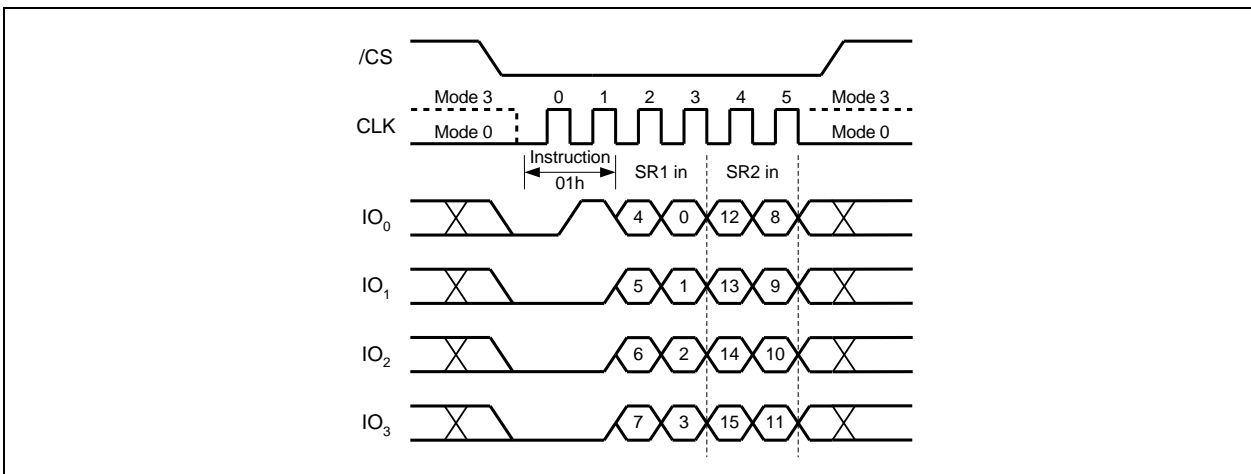 /CS
Mode 3 0 1 2 3 4 5 Mode 3
CLK
Mode 0 Mode 0
Instruction
SR1 in SR2 in
01h
IO₀ 4 0 12 8
IO₁ 5 1 13 9
IO₂ 6 2 14 10
IO₃ 7 3 15 11